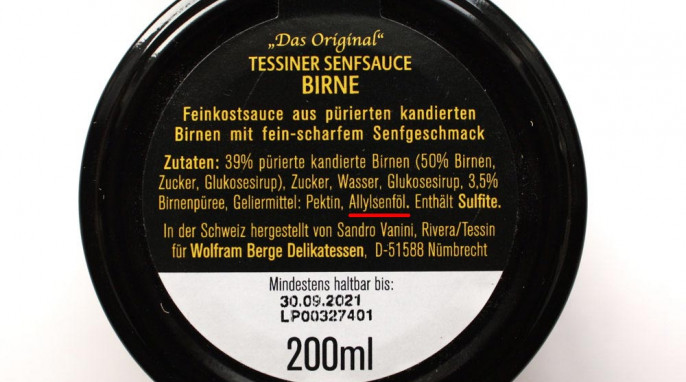 „Das Original“
TESSINER SENFSAUCE
BIRNE
Feinkostsauce aus pürierten kandierten
Birnen mit fein-scharfem Senfgeschmack
Zutaten: 39% pürierte kandierte Birnen (50% Birnen,
Zucker, Glukosesirup), Zucker, Wasser, Glukosesirup, 3,5%
Birnenpüree, Geliermittel: Pektin, Allylsenföl. Enthält Sulfite.
In der Schweiz hergestellt von Sandro Vanini, Rivera/Tessin
für Wolfram Berge Delikatessen, D-51588 Nümbrecht
Mindestens haltbar bis:
30.09.2021
LP00327401
200ml